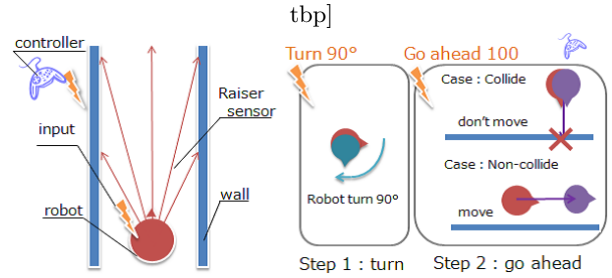 tbp]
controller
input
robot
Raiser
sensor
wall
Turn 90°
Robot turn 90°
Step 1 : turn
Go ahead 100
Case : Collide
don't move
Case : Non-collide
move
Step 2 : go ahead